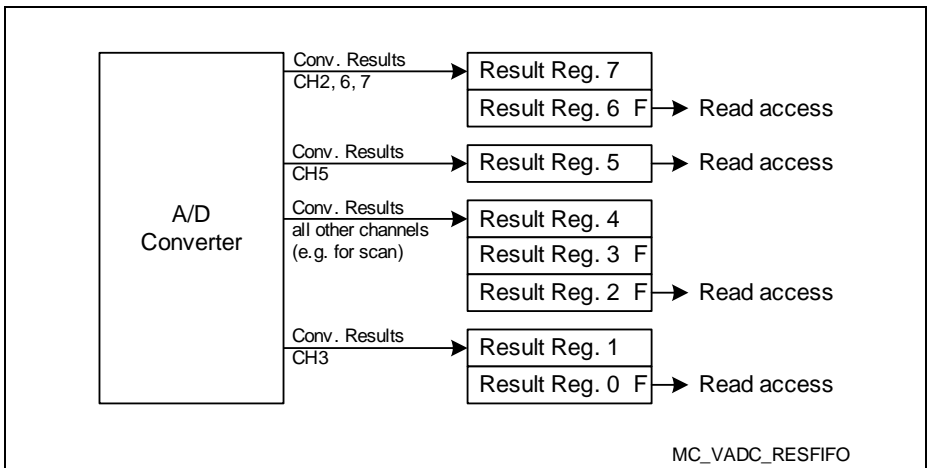 A/D
Converter
Conv. Results
CH2, 6, 7
Result Reg. 7
Result Reg. 6 F
Read access
Conv. Results
CH5
Result Reg. 5
Read access
Conv. Results
all other channels
(e.g. for scan)
Result Reg. 4
Result Reg. 3 F
Result Reg. 2 F
Read access
Conv. Results
CH3
Result Reg. 1
Result Reg. 0 F
Read access
MC_VADC_RESFIFO